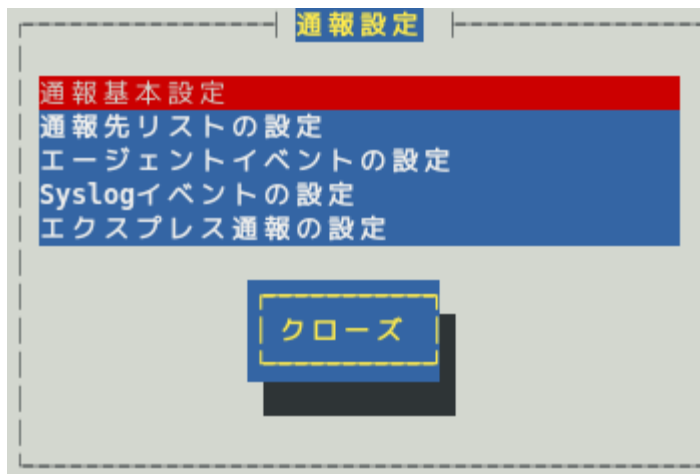 通報設定
通報基本設定
通報先リストの設定
エージェントイベントの設定
Syslogイベントの設定
エクスプレス通報の設定
クローズ